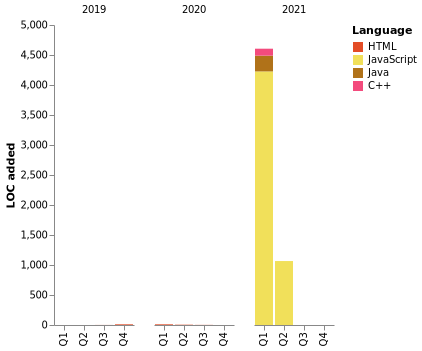 2019 2020 2021
Language
HTML
JavaScript
Java
C++
LOC added
5,000
4,500
4,000
3,500
3,000
2,500
2,000
1,500
1,000
500
0
Q1 Q2 Q3 Q4 Q1 Q2 Q3 Q4 Q1 Q2 Q3 Q4